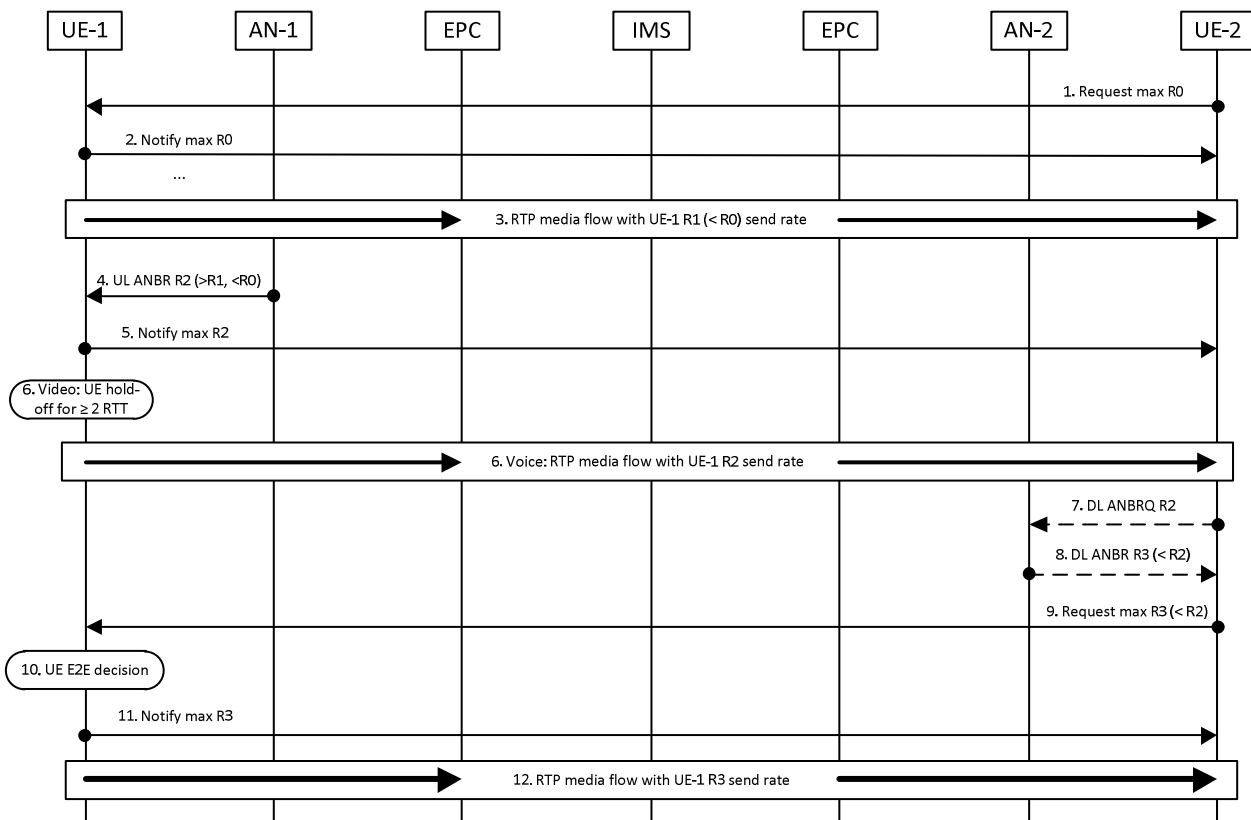 UE-1 AN-1 EPC IMS EPC AN-2 UE-2
1. Request max R0
2. Notify max R0
...
3. RTP media flow with UE-1 R1 (< R0) send rate
4. UL ANBR R2 (>R1, <R0)
5. Notify max R2
6. Video: UE hold-
off for ≥ 2 RTT
6. Voice: RTP media flow with UE-1 R2 send rate
7. DL ANBRQ R2
8. DL ANBR R3 (< R2)
9. Request max R3 (< R2)
10. UE E2E decision
11. Notify max R3
12. RTP media flow with UE-1 R3 send rate